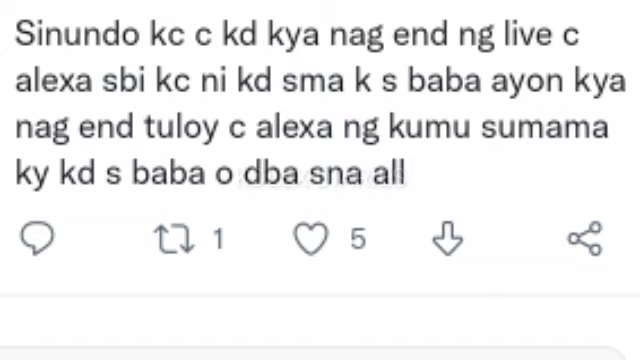 Sinundo kc c kd kya nag end ng live c
alexa sbi kc ni kd sma k s baba ayon kya
nag end tuloy c alexa ng kumu sumama
ky kd s baba o dba sna all
1 5